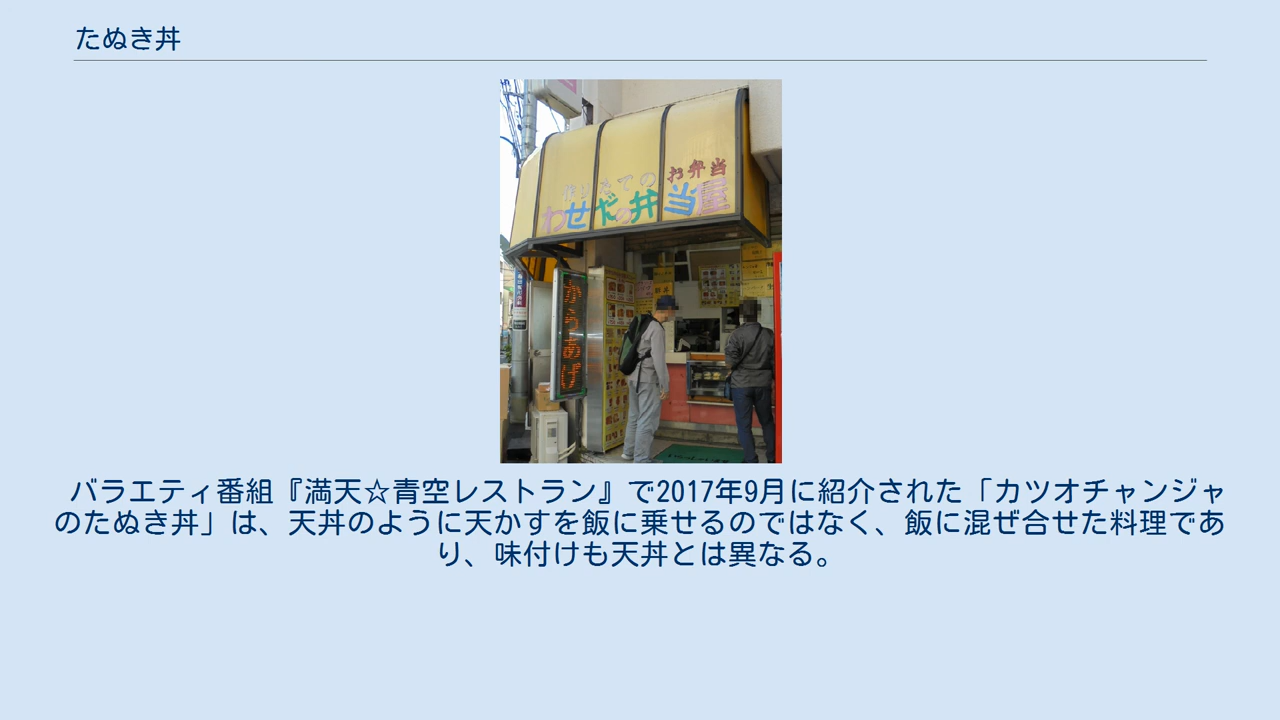 たぬき丼
お弁当
作りたての
わせだの弁当屋
からあげ
バラエティ番組『満天☆青空レストラン』で2017年9月に紹介された「カツオチャンジャ
のたぬき丼」は、天丼のように天かすを飯に乗せるのではなく、飯に混ぜ合せた料理であ
り、味付けも天丼とは異なる。